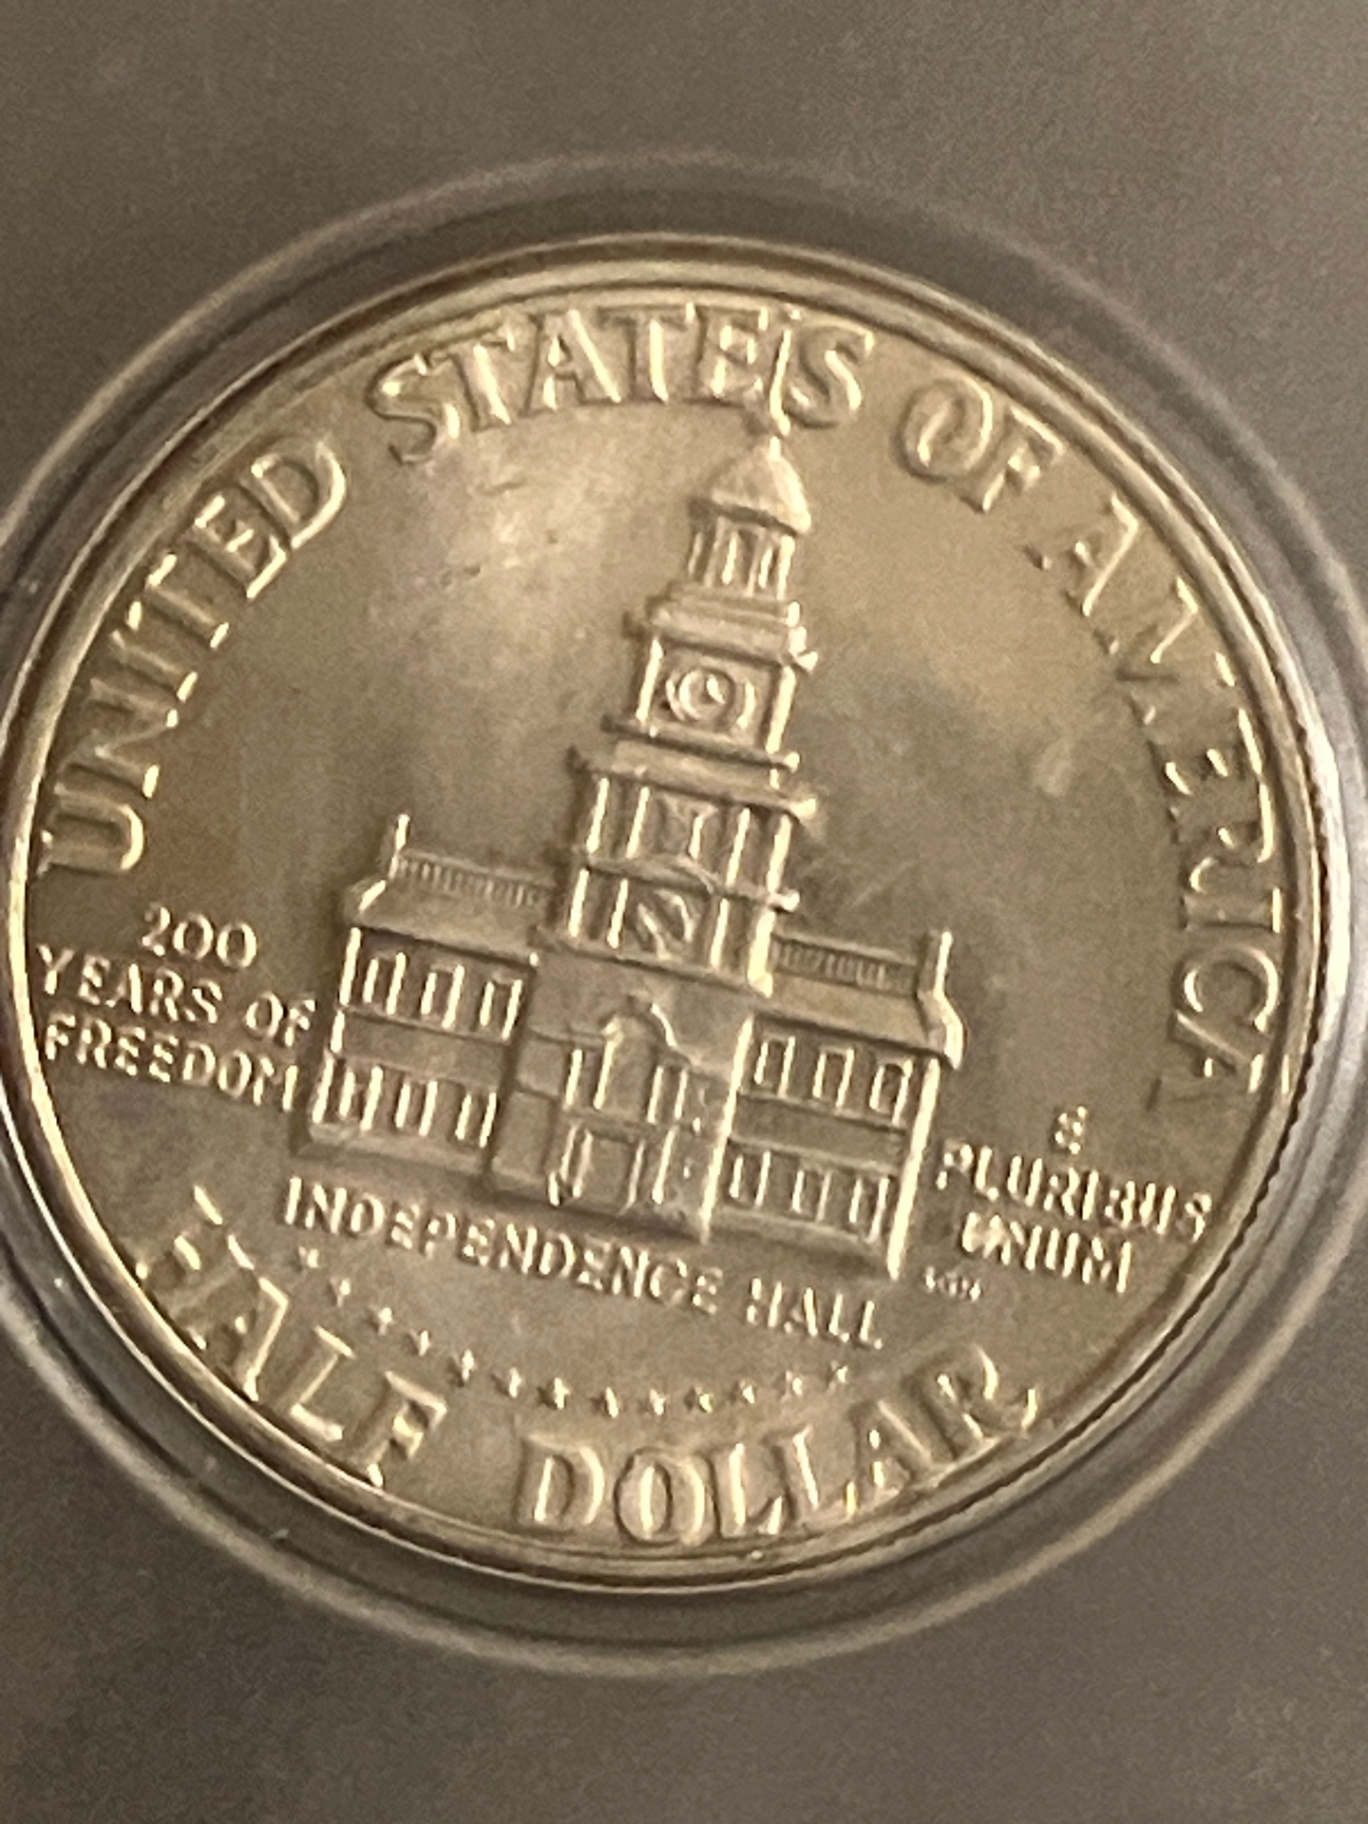 UNITED STATES OF AMERICA
200
YEARS OF
FREEDOM
E
PLURIBUS
UNUM
INDEPENDENCE HALL
HALF DOLLAR